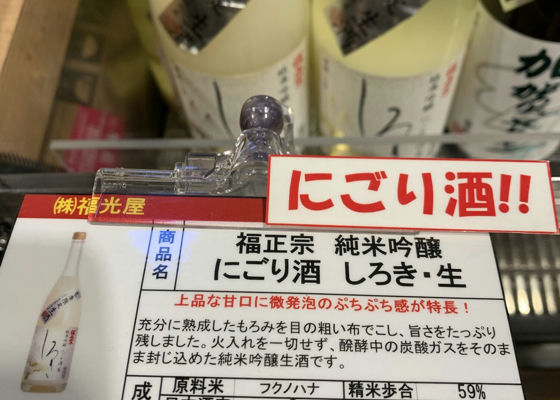 にごり酒!!
㈱福光屋
商品名
福正宗 純米吟醸
にごり酒 しろき・生
上品な甘口に微発泡のぷちぷち感が特長！
充分に熟成したもろみを目の粗い布でこし、旨さをたっぷり
残しました。火入れを一切せず、醗酵中の炭酸ガスをそのま
ま封じ込めた純米吟醸生酒です。
成
原料米 フクノハナ 精米歩合 59%